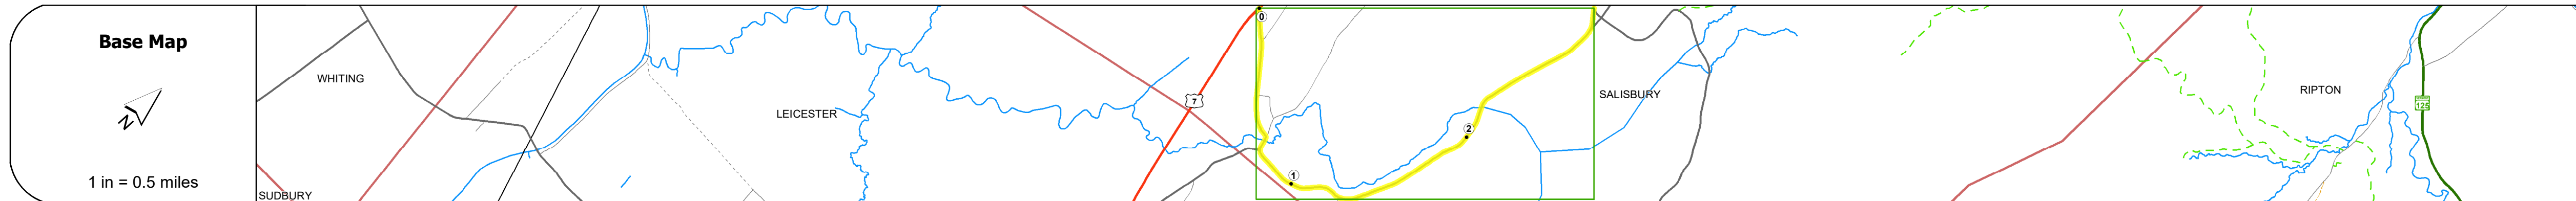 Base Map
N
1 in = 0.5 miles
WHITING
SUDBURY
LEICESTER
7
0
1
2
SALISBURY
RIPTON
125